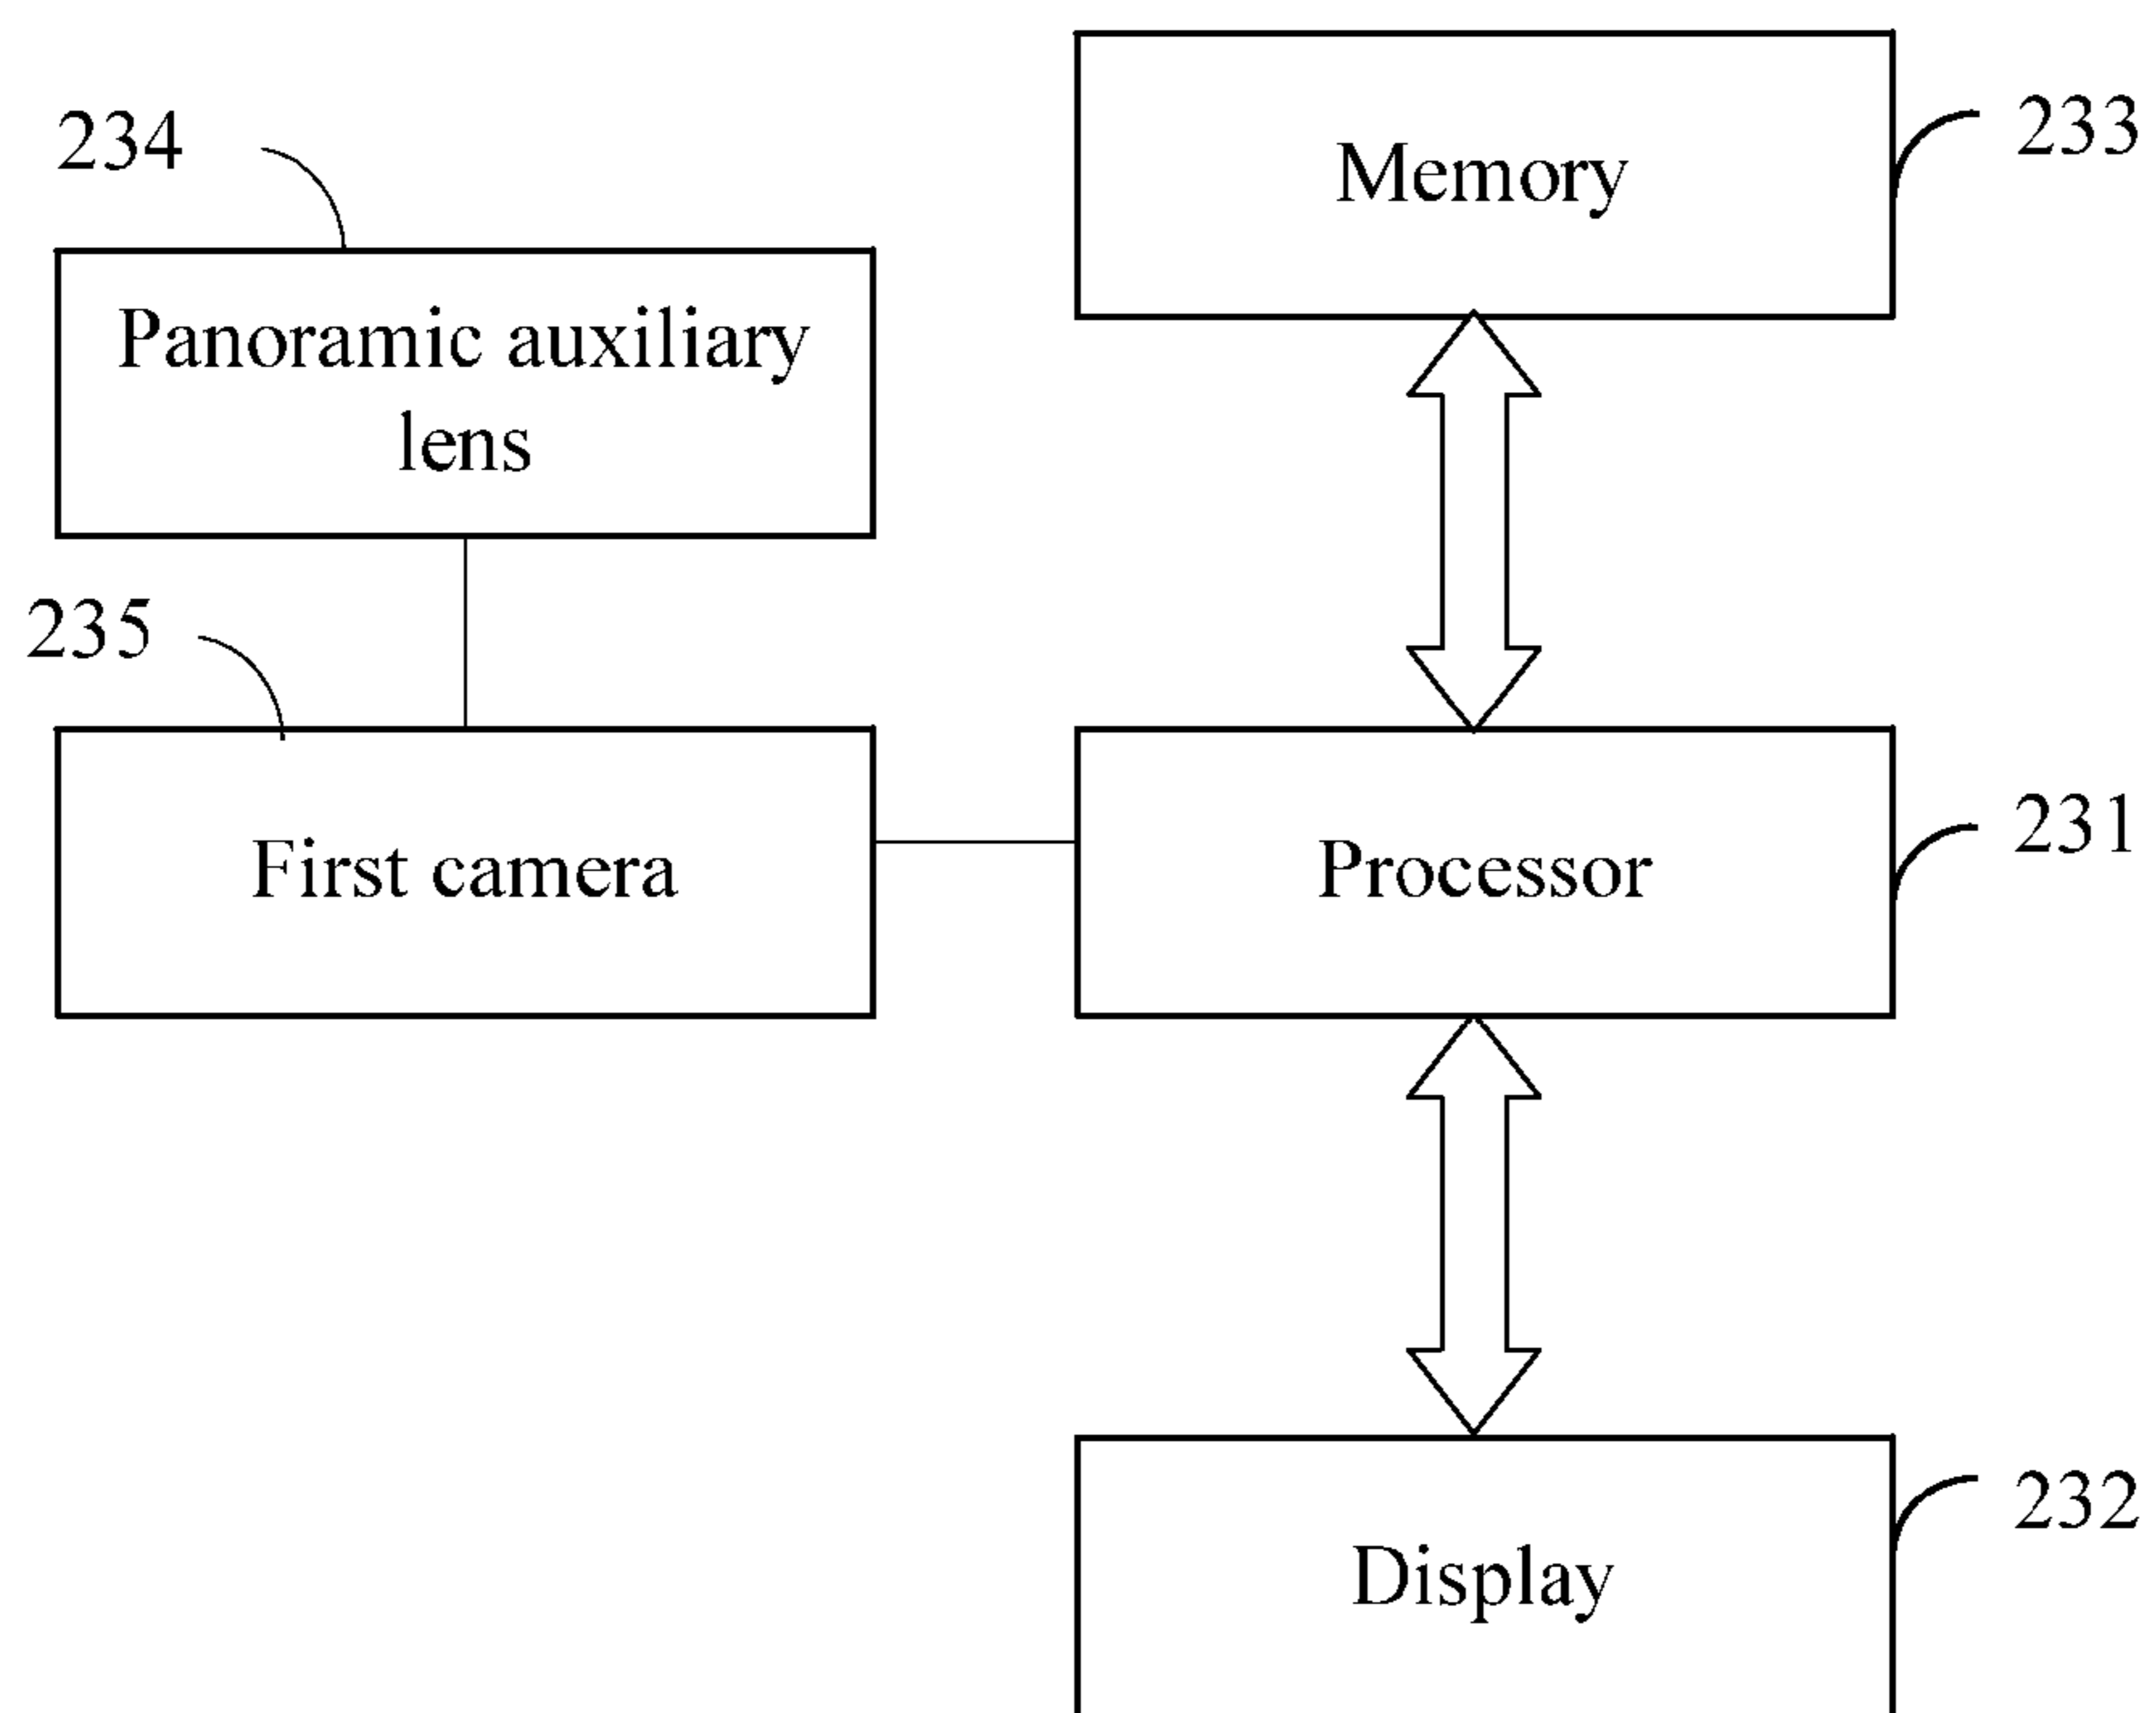 234
Panoramic auxiliary
lens
235
First camera
Memory
233
Processor
231
Display
232